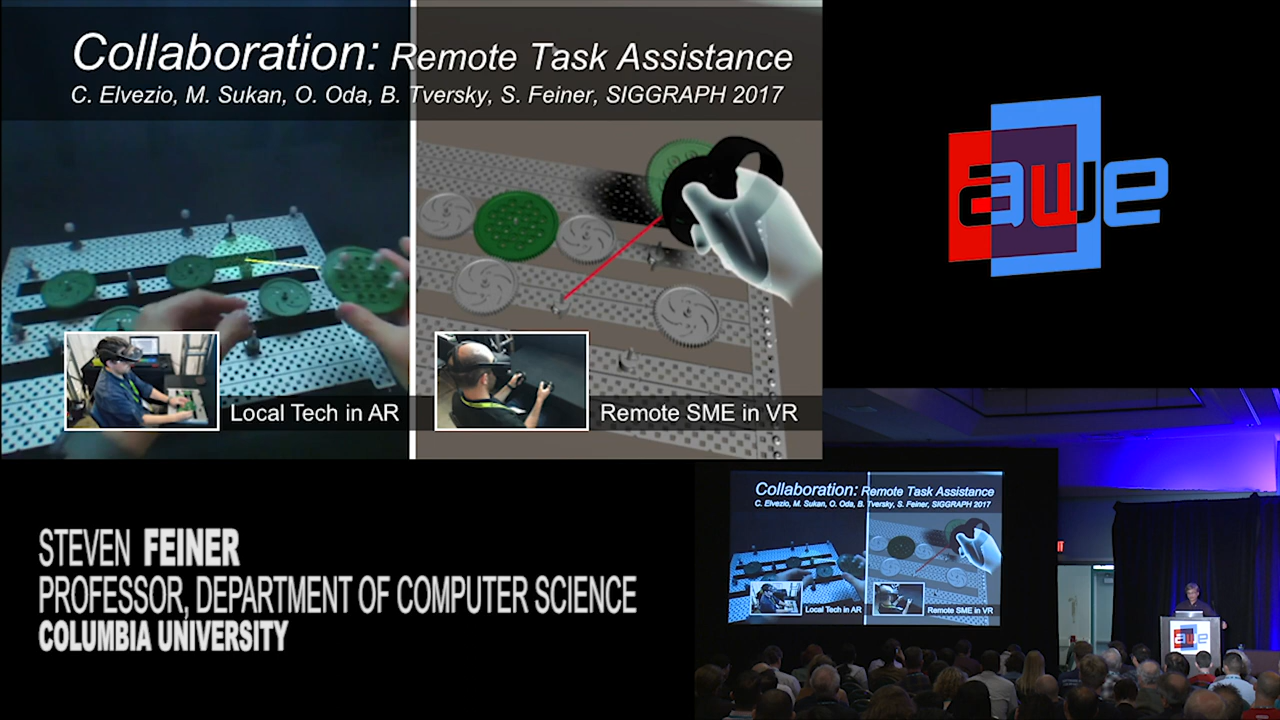 Collaboration: Remote Task Assistance
C. Elvezio, M. Sukan, O. Oda, B. Tversky, S. Feiner, SIGGRAPH 2017
Local Tech in AR
Remote SME in VR
awe
STEVEN FEINER
PROFESSOR, DEPARTMENT OF COMPUTER SCIENCE
COLUMBIA UNIVERSITY
Collaboration: Remote Task Assistance
C. Elvezio, M. Sukan, O. Oda, B. Tversky, S. Feiner, SIGGRAPH 2017
Local Tech in AR
Remote SME in VR
awe